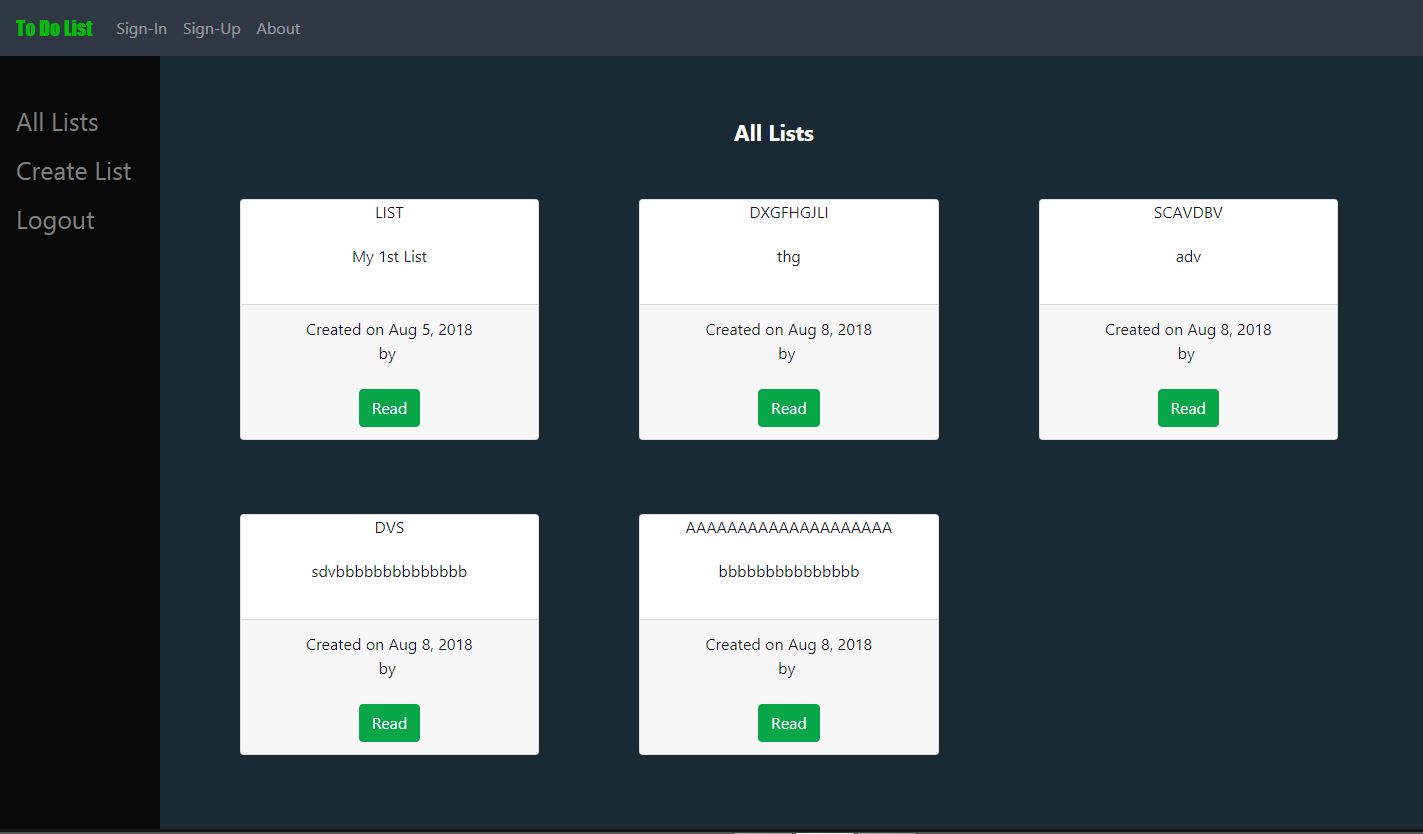 To Do List Sign-In Sign-Up About
All Lists
Create List
Logout
All Lists
LIST
My 1st List
Created on Aug 5, 2018
by
Read
DXGFHGJLI
thg
Created on Aug 8, 2018
by
Read
SCAVDBV
adv
Created on Aug 8, 2018
by
Read
DVS
sdvbbbbbbbbbbbbbb
Created on Aug 8, 2018
by
Read
AAAAAAAAAAAAAAAAAAAA
bbbbbbbbbbbbbbb
Created on Aug 8, 2018
by
Read